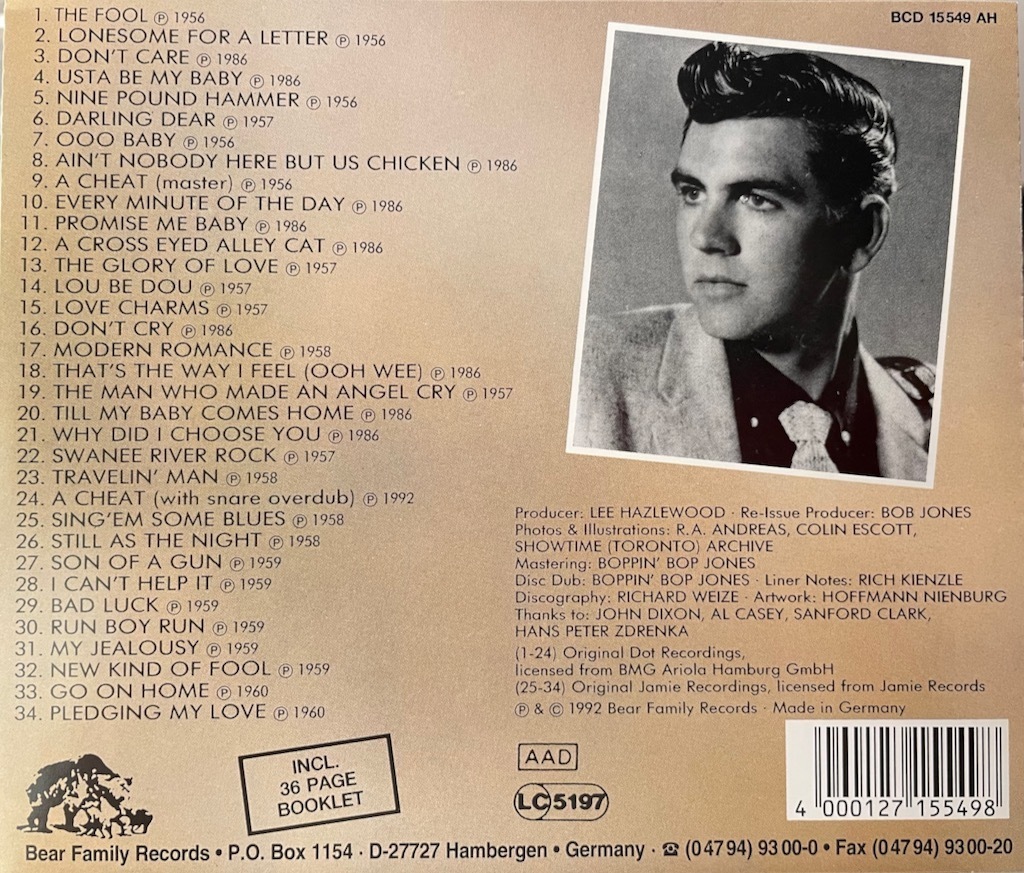 1. THE FOOL ℗ 1956
2. LONESOME FOR A LETTER ℗ 1956
3. DON'T CARE ℗ 1986
4. USTA BE MY BABY ℗ 1986
5. NINE POUND HAMMER ℗ 1956
6. DARLING DEAR ℗ 1957
7. OOO BABY ℗ 1956
8. AIN'T NOBODY HERE BUT US CHICKEN ℗ 1986
9. A CHEAT (master) ℗ 1956
10. EVERY MINUTE OF THE DAY ℗ 1986
11. PROMISE ME BABY ℗ 1986
12. A CROSS EYED ALLEY CAT ℗ 1986
13. THE GLORY OF LOVE ℗ 1957
14. LOU BE DOU ℗ 1957
15. LOVE CHARMS ℗ 1957
16. DON'T CRY ℗ 1986
17. MODERN ROMANCE ℗ 1958
18. THAT'S THE WAY I FEEL (OOH WEE) ℗ 1986
19. THE MAN WHO MADE AN ANGEL CRY ℗ 1957
20. TILL MY BABY COMES HOME ℗ 1986
21. WHY DID I CHOOSE YOU ℗ 1986
22. SWANEE RIVER ROCK ℗ 1957
23. TRAVELIN' MAN ℗ 1958
24. A CHEAT (with snare overdub) ℗ 1992
25. SING'EM SOME BLUES ℗ 1958
26. STILL AS THE NIGHT ℗ 1958
27. SON OF A GUN ℗ 1959
28. I CAN'T HELP IT ℗ 1959
29. BAD LUCK ℗ 1959
30. RUN BOY RUN ℗ 1959
31. MY JEALOUSY ℗ 1959
32. NEW KIND OF FOOL ℗ 1959
33. GO ON HOME ℗ 1960
34. PLEDGING MY LOVE ℗ 1960
BCD 15549 AH
Producer: LEE HAZLEWOOD · Re-Issue Producer: BOB JONES
Photos & Illustrations: R.A. ANDREAS, COLIN ESCOTT,
SHOWTIME (TORONTO) ARCHIVE
Mastering: BOPPIN' BOP JONES
Disc Dub: BOPPIN' BOP JONES · Liner Notes: RICH KIENZLE
Discography: RICHARD WEIZE · Artwork: HOFFMANN NIENBURG
Thanks to: JOHN DIXON, AL CASEY, SANFORD CLARK,
HANS PETER ZDRENKA
(1-24) Original Dot Recordings,
licensed from BMG Ariola Hamburg GmbH
(25-34) Original Jamie Recordings, licensed from Jamie Records
℗ & © 1992 Bear Family Records · Made in Germany
INCL.
36 PAGE
BOOKLET
AAD
LC 5197
4 000127 155498
Bear Family Records • P.O. Box 1154 · D-27727 Hambergen • Germany · ☎ (0 47 94) 93 00-0 • Fax (0 47 94) 93 00-20